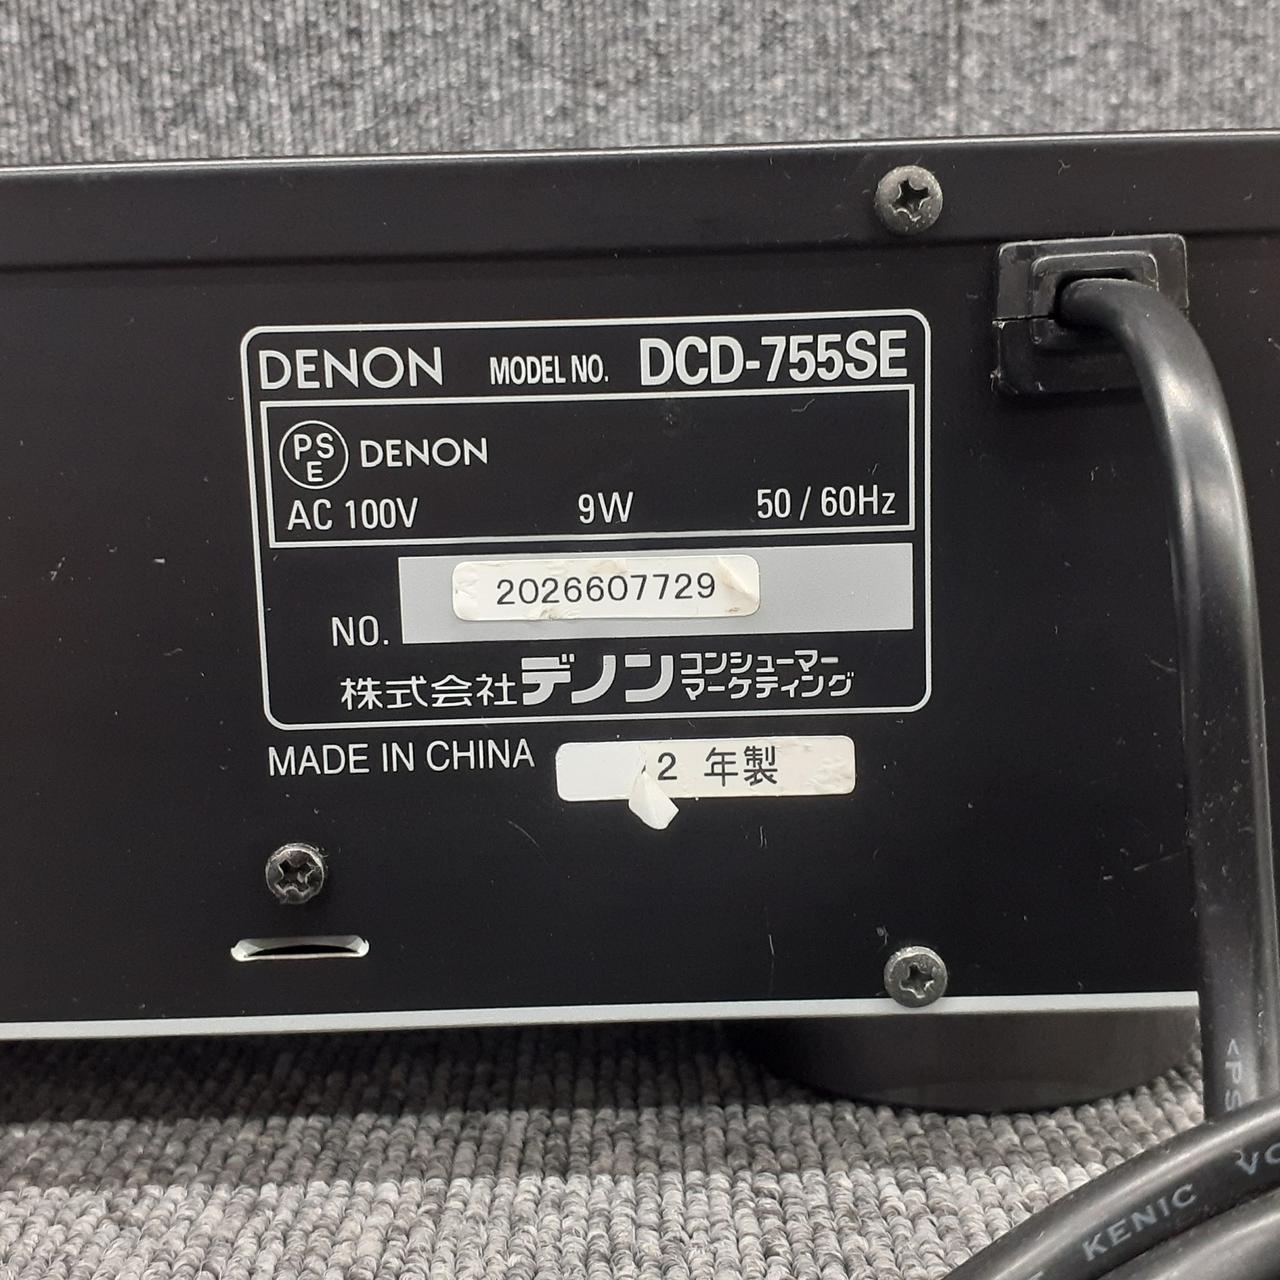 DENON MODEL NO. DCD-755SE
PSE DENON
AC 100V 9W 50 / 60Hz
NO. 2026607729
株式会社デノン コンシューマー
マーケティング
MADE IN CHINA 2 年製
<PS
KENIC